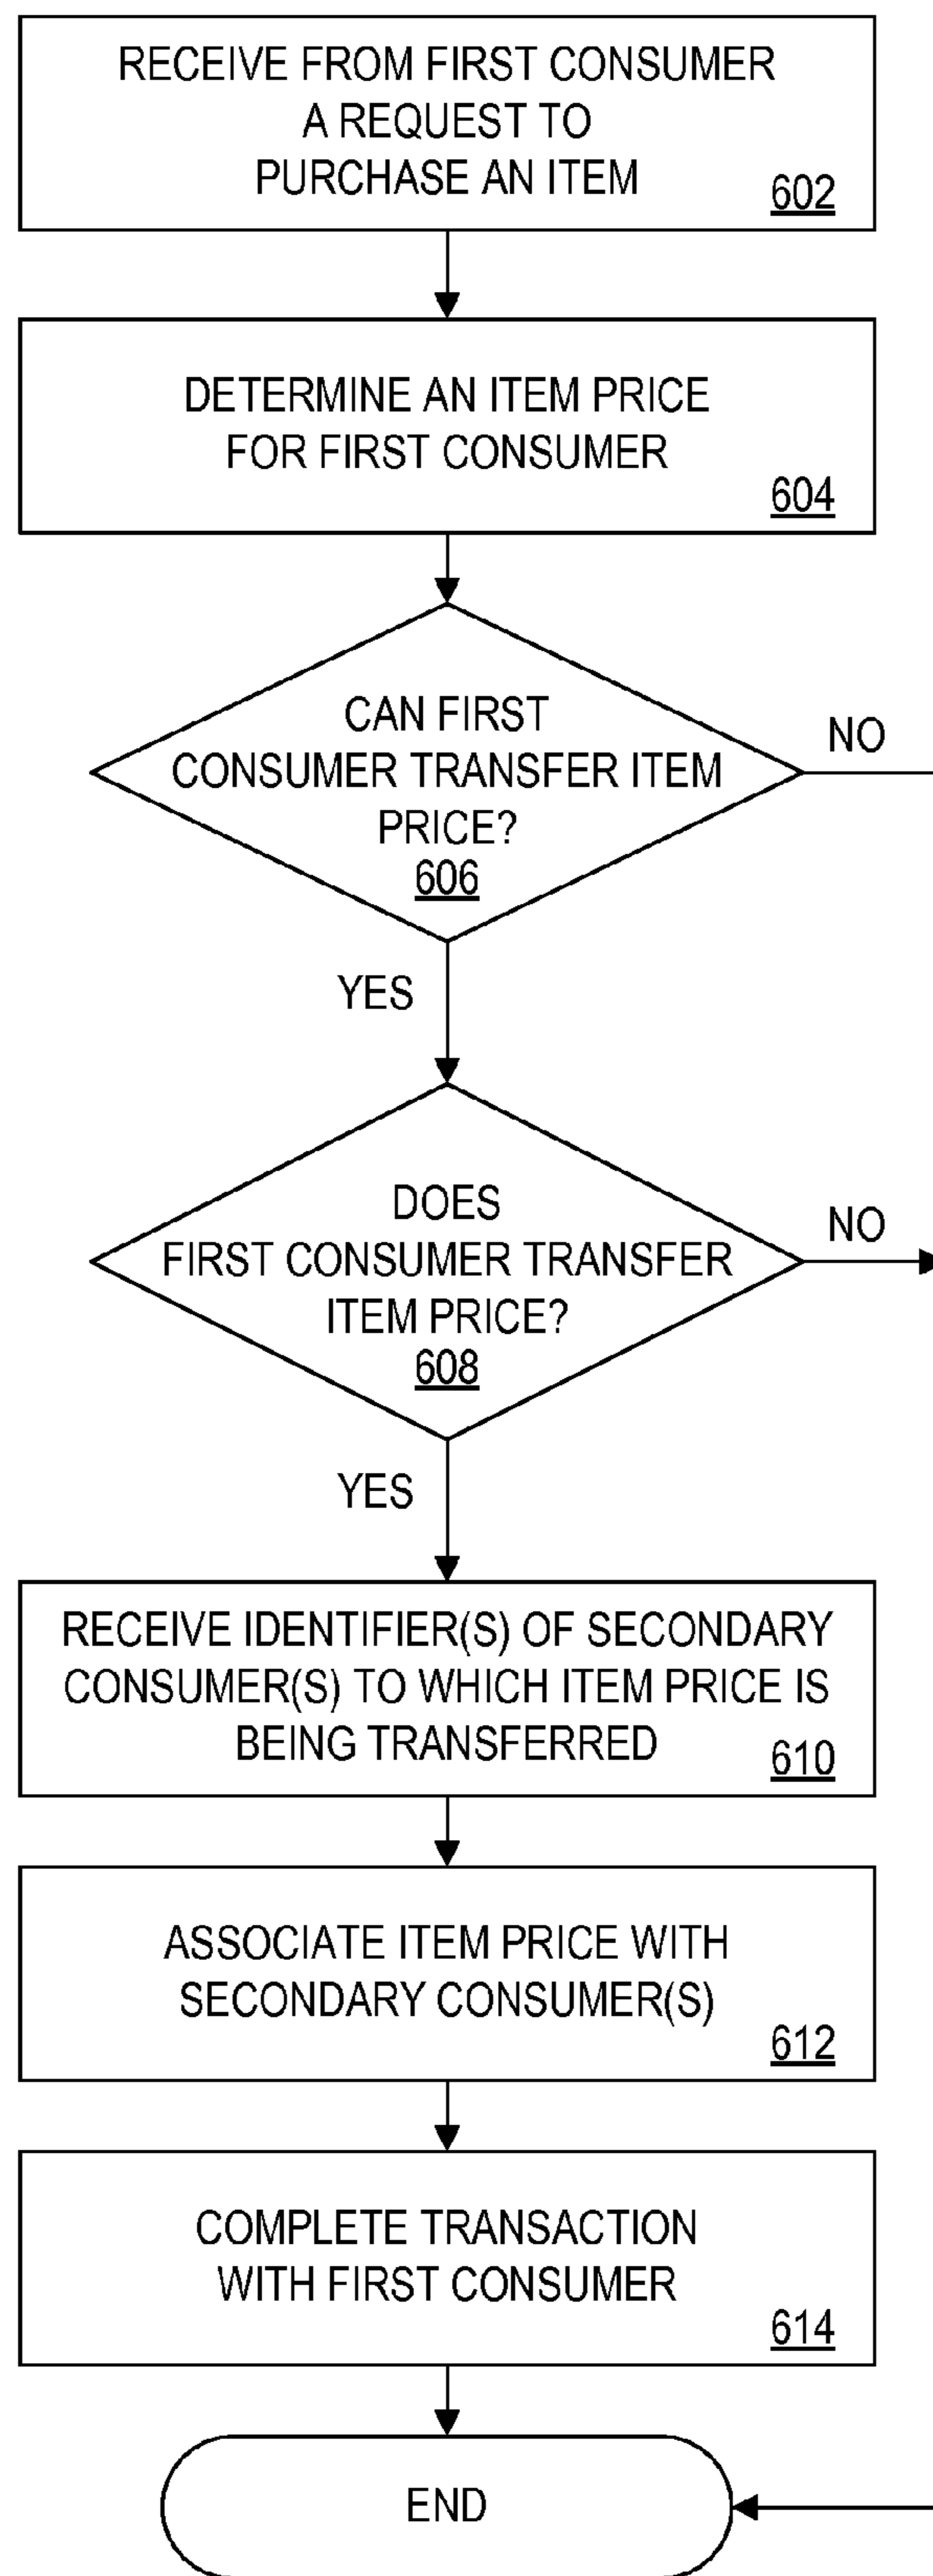 RECEIVE FROM FIRST CONSUMER
A REQUEST TO
PURCHASE AN ITEM
602
DETERMINE AN ITEM PRICE
FOR FIRST CONSUMER
604
CAN FIRST
CONSUMER TRANSFER ITEM
PRICE?
606
NO
YES
DOES
FIRST CONSUMER TRANSFER
ITEM PRICE?
608
NO
YES
RECEIVE IDENTIFIER(S) OF SECONDARY
CONSUMER(S) TO WHICH ITEM PRICE IS
BEING TRANSFERRED
610
ASSOCIATE ITEM PRICE WITH
SECONDARY CONSUMER(S)
612
COMPLETE TRANSACTION
WITH FIRST CONSUMER
614
END